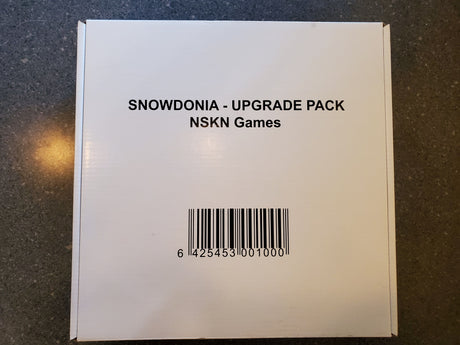 SNOWDONIA - UPGRADE PACK
NSKN Games
6 425453 001000